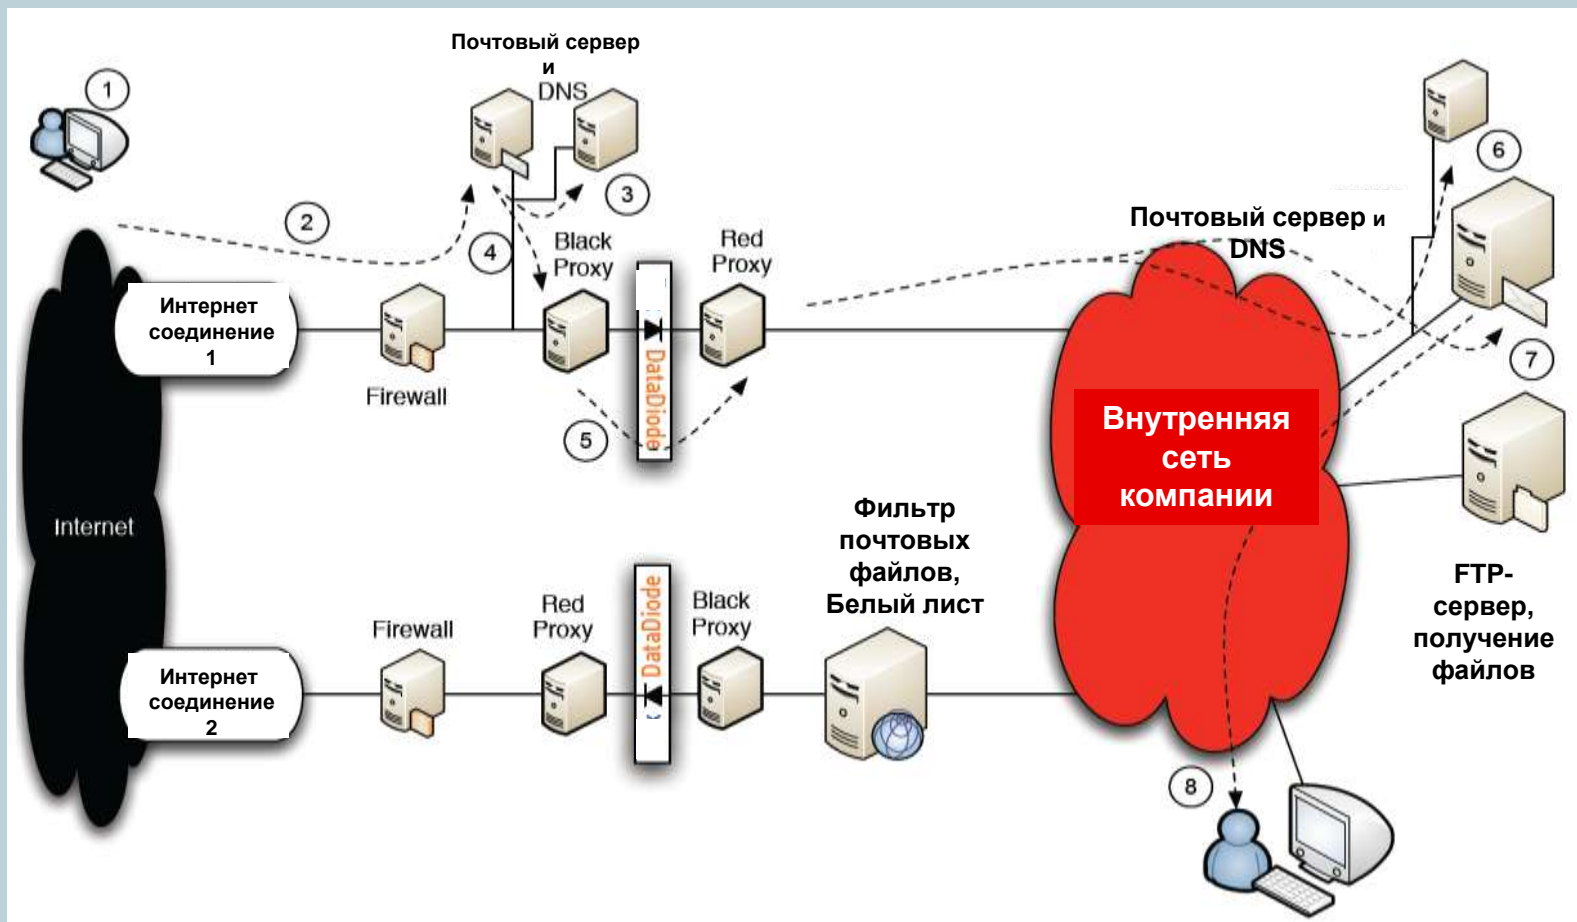 Почтовый сервер
и
DNS
1
2
3
4
Black
Proxy
Red
Proxy
Интернет
соединение
1
Firewall
DataDiode
5
Почтовый сервер и
DNS
6
7
Внутренняя
сеть
компании
Internet
Фильтр
почтовых
файлов,
Белый лист
FTP-
сервер,
получение
файлов
Интернет
соединение
2
Firewall
Red
Proxy
DataDiode
Black
Proxy
8